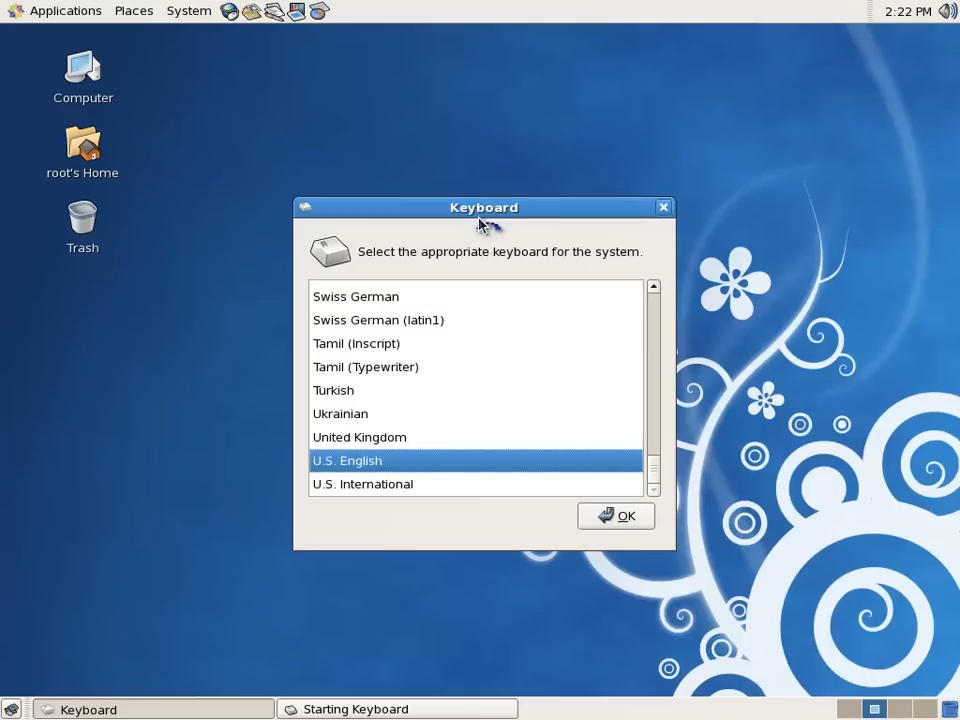 Applications Places System 2:22 PM
Computer
root's Home
Trash
Keyboard
Select the appropriate keyboard for the system.
Swiss German
Swiss German (latin1)
Tamil (Inscript)
Tamil (Typewriter)
Turkish
Ukrainian
United Kingdom
U.S. English
U.S. International
OK
Keyboard Starting Keyboard